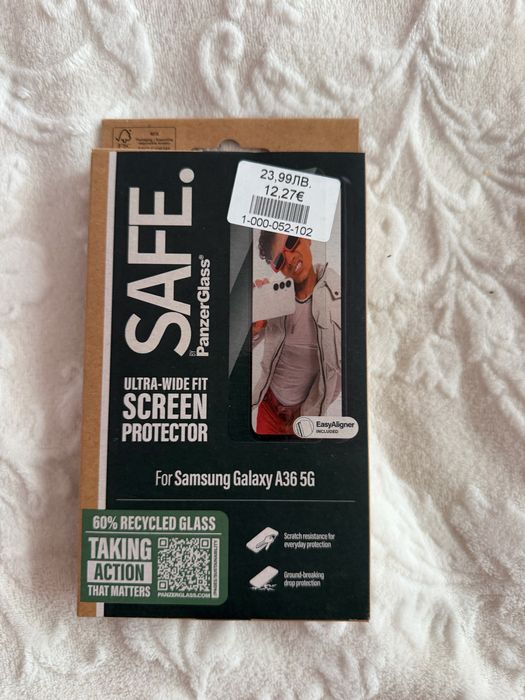 MIX
23,99ЛВ.
12,27€
1-000-052-102
SAFE.
BY PanzerGlass®
ULTRA-WIDE FIT
SCREEN
PROTECTOR
EasyAligner
INCLUDED
For Samsung Galaxy A36 5G
60% RECYCLED GLASS
TAKING
ACTION
THAT MATTERS
PANZERGLASS.COM
Scratch resistance for
everyday protection
Ground-breaking
drop protection